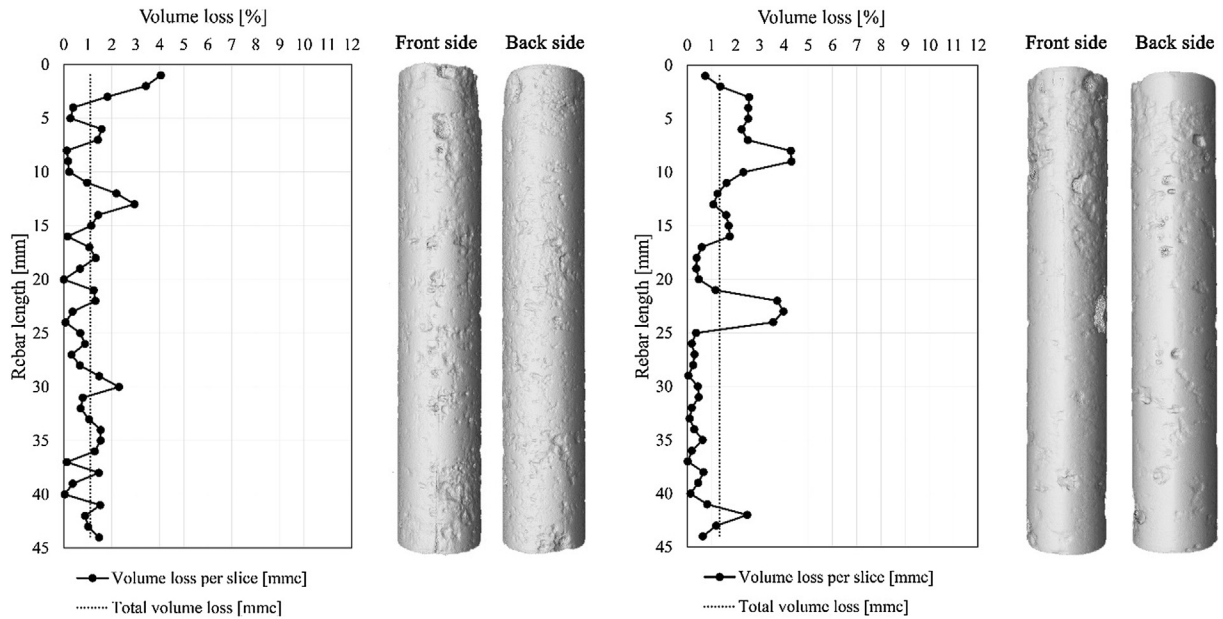 Volume loss [%]
0 1 2 3 4 5 6 7 8 9 10 11 12
Front side Back side
0
5
10
15
20
25
30
35
40
45
Rebar length [mm]
Volume loss per slice [mmc]
Total volume loss [mmc]
Volume loss [%]
0 1 2 3 4 5 6 7 8 9 10 11 12
Front side Back side
0
5
10
15
20
25
30
35
40
45
Rebar length [mm]
Volume loss per slice [mmc]
Total volume loss [mmc]